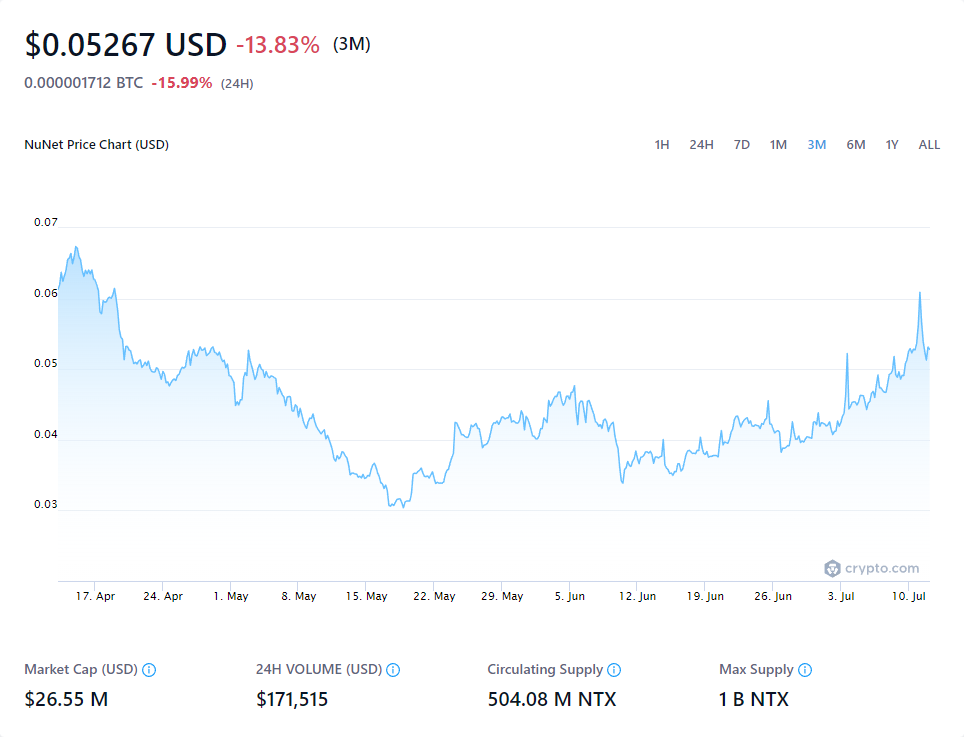 $0.05267 USD -13.83% (3M)
0.000001712 BTC -15.99% (24H)
NuNet Price Chart (USD)
1H 24H 7D 1M 3M 6M 1Y ALL
0.07
0.06
0.05
0.04
0.03
crypto.com
17. Apr 24. Apr 1. May 8. May 15. May 22. May 29. May 5. Jun 12. Jun 19. Jun 26. Jun 3. Jul 10. Jul
Market Cap (USD) 24H VOLUME (USD) Circulating Supply Max Supply
$26.55 M $171,515 504.08 M NTX 1 B NTX